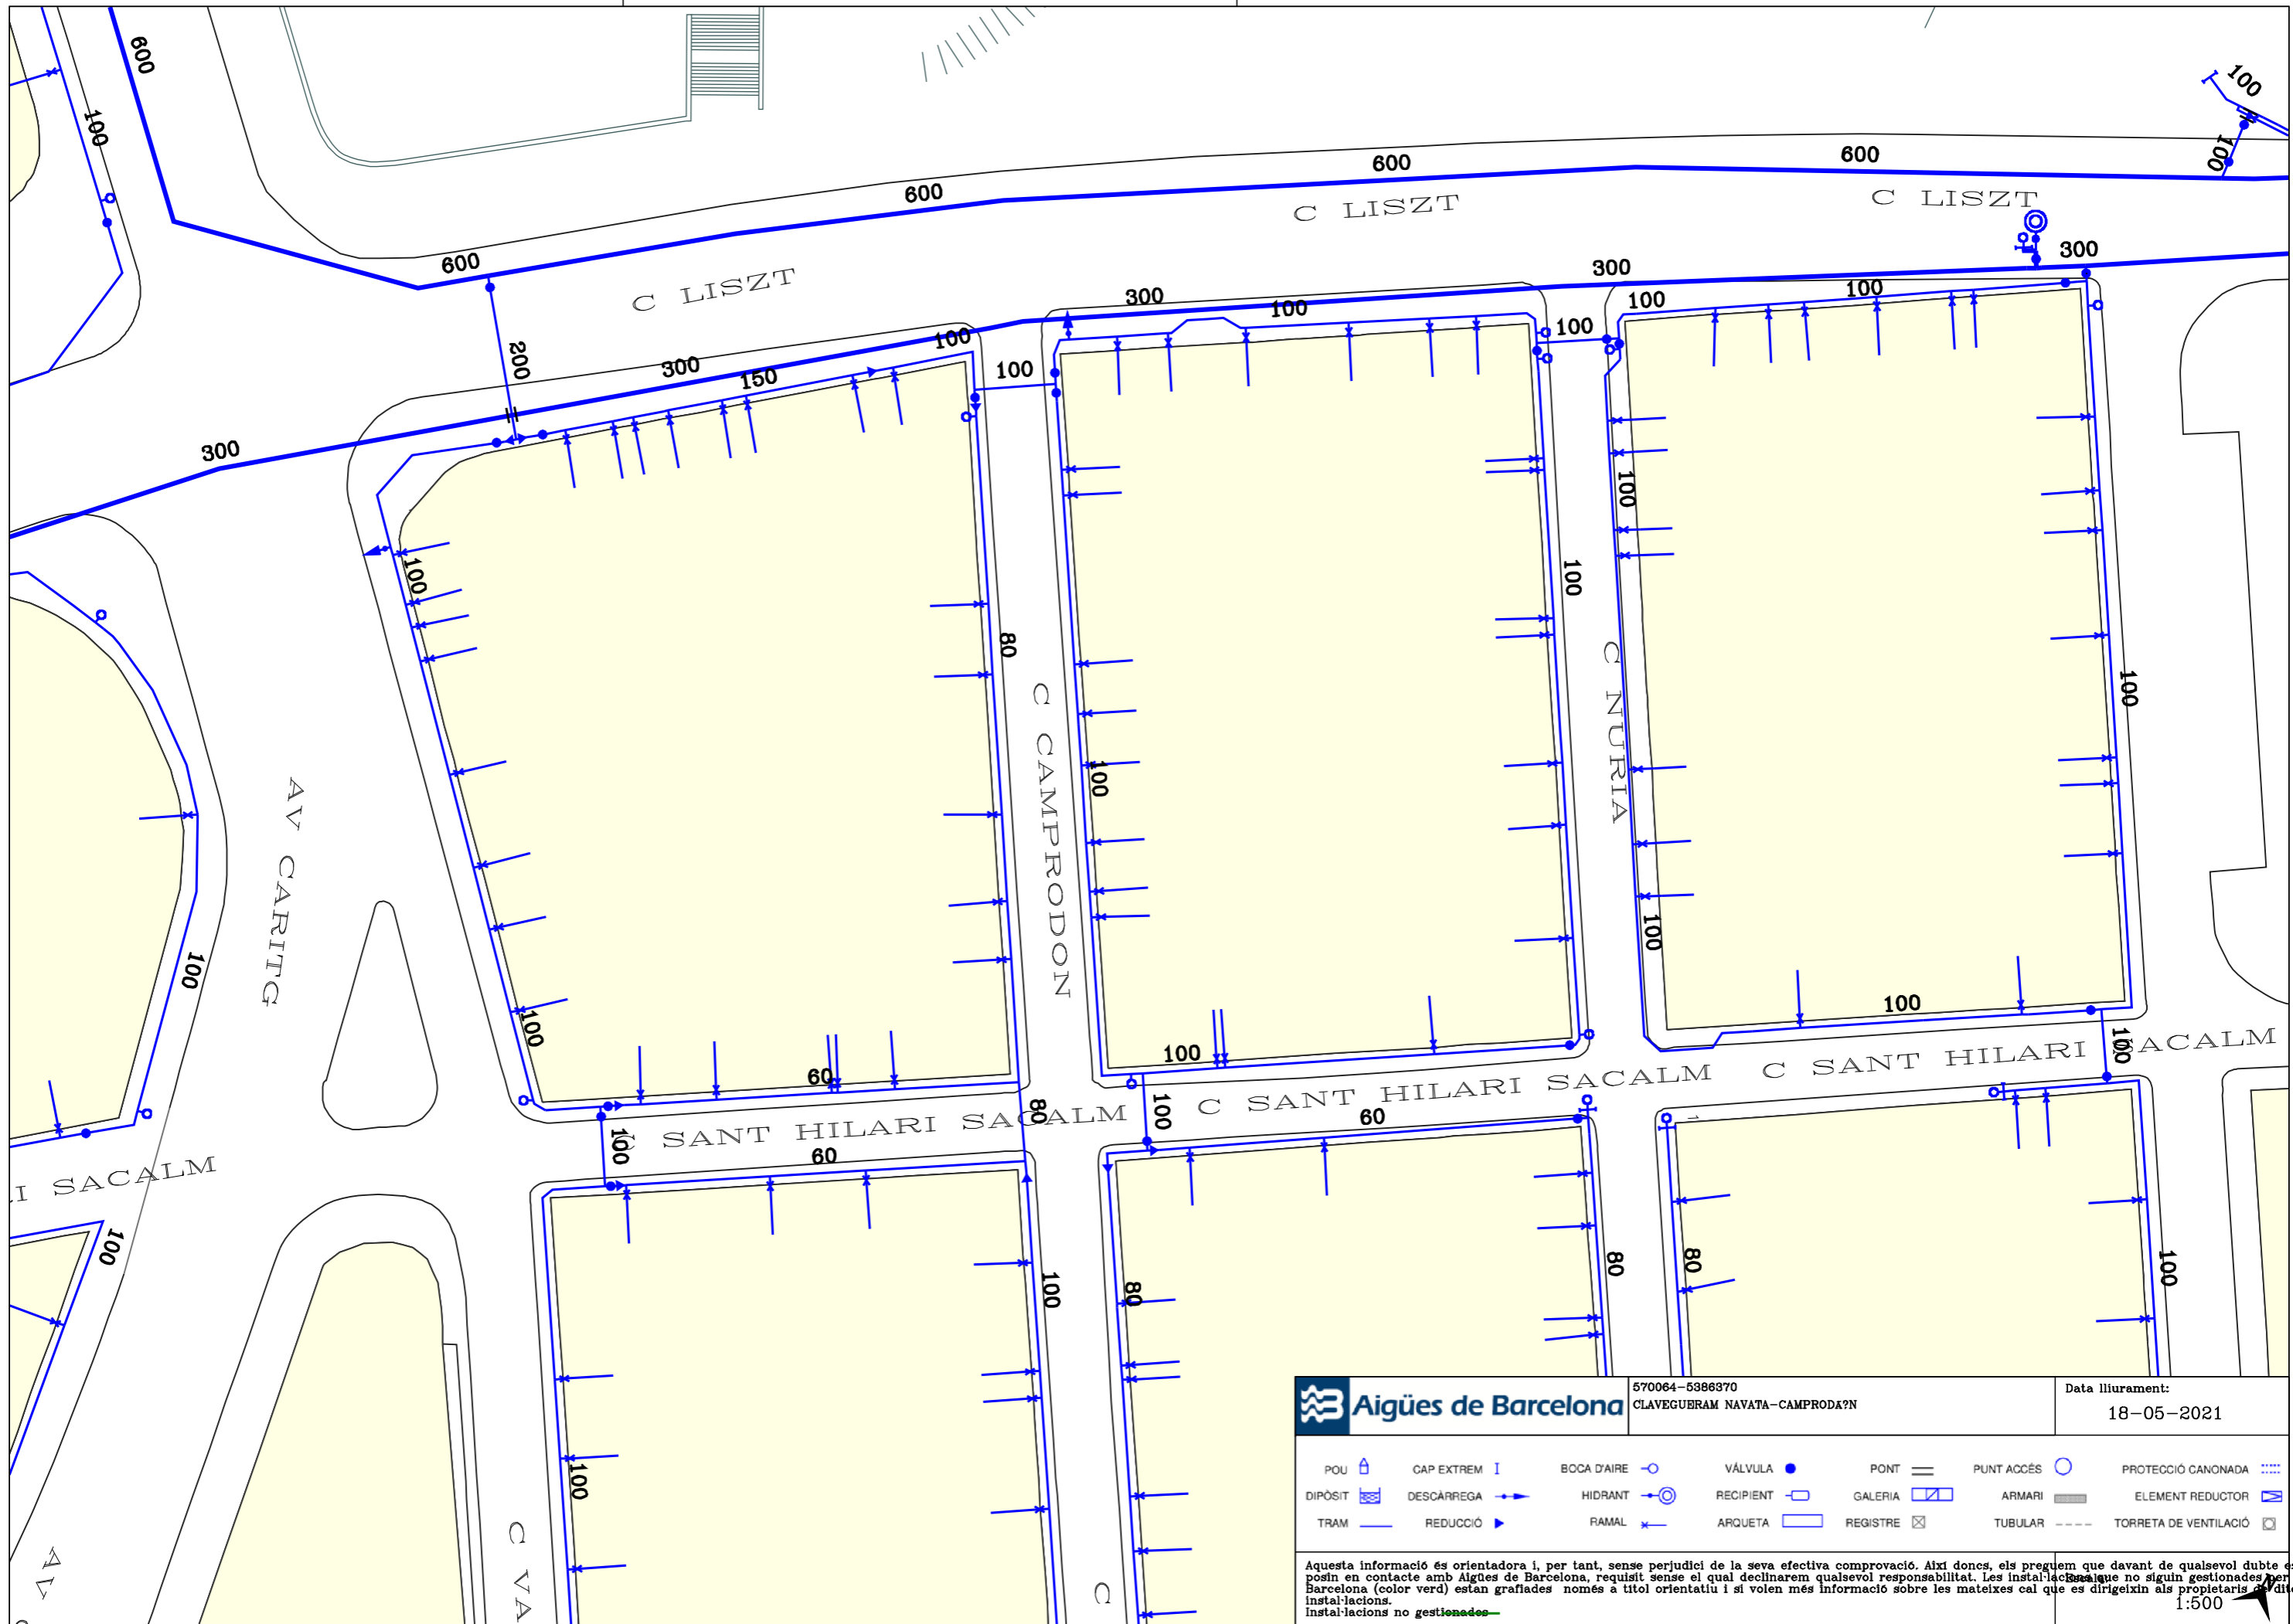 600
100
100
100
600
600
600
C LISZT
C LISZT
300
C LISZT
600
300
300
100
100
100
300
100
100
200
300
150
100
100
300
100
100
80
C CAMPRODON
100
100
C NURIA
100
100
AV CARITG
100
100
60
100
100
100
C SANT HILARI SACALM
C SANT HILARI SACALM
C SANT HILARI SACALM
100
80
100
60
100
60
I SACALM
100
100
80
80
80
100
100
C VA
C
AV
Aigües de Barcelona
570064-5386370
CLAVEGUERAM NAVATA-CAMPRODA?N
Data lliurament:
18-05-2021
POU
CAP EXTREM
BOCA D'AIRE
VÀLVULA
PONT
PUNT ACCÉS
PROTECCIÓ CANONADA
DIPÒSIT
DESCÀRREGA
HIDRANT
RECIPIENT
GALERIA
ARMARI
ELEMENT REDUCTOR
TRAM
REDUCCIÓ
RAMAL
ARQUETA
REGISTRE
TUBULAR
TORRETA DE VENTILACIÓ
Aquesta informació és orientadora i, per tant, sense perjudici de la seva efectiva comprovació. Així doncs, els preguem que davant de qualsevol dubte es
posin en contacte amb Aigües de Barcelona, requisit sense el qual declinarem qualsevol responsabilitat. Les instal·lacions que no siguin gestionades per
Barcelona (color verd) estan grafiades només a títol orientatiu i si volen més informació sobre les mateixes cal que es dirigeixin als propietaris de dit
instal·lacions.
Instal·lacions no gestionades
Escala:
1:500
N